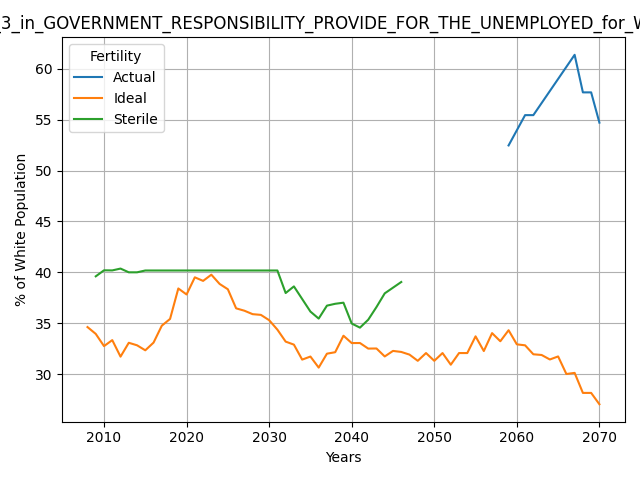 _3_in_GOVERNMENT_RESPONSIBILITY_PROVIDE_FOR_THE_UNEMPLOYED_for_W
Fertility
Actual
Ideal
Sterile
% of White Population
60
55
50
45
40
35
30
2010 2020 2030 2040 2050 2060 2070
Years